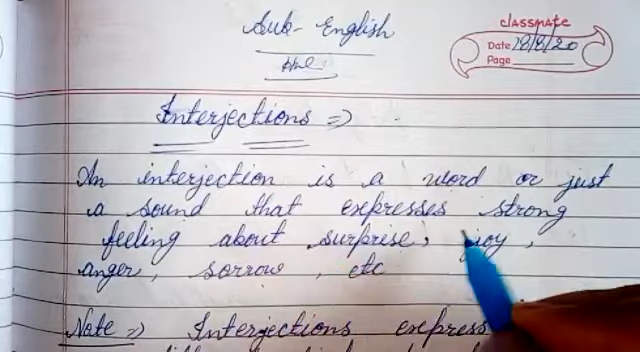 Sub- English
classmate
Date 18/8/20
Page
H.W
Interjections =>
An interjection is a word or just
a sound that expresses strong
feeling about surprise, joy,
anger, sorrow, etc
Note => Interjections express